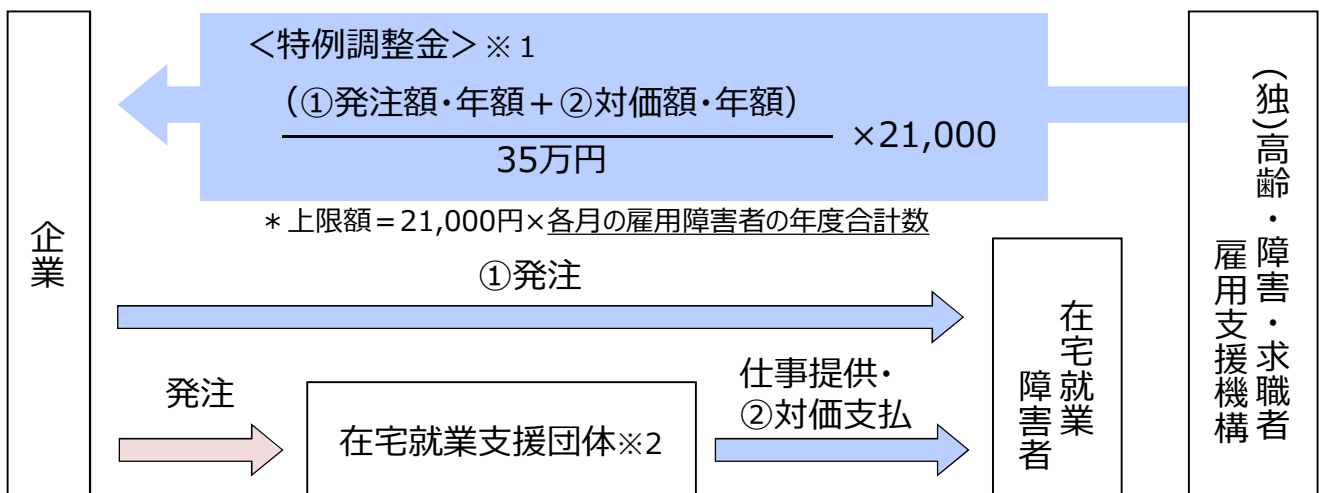 ＜特例調整金＞※1
（①発注額・年額＋②対価額・年額）
35万円
×21,000
＊上限額＝21,000円×各月の雇用障害者の年度合計数
企業
①発注
発注
在宅就業支援団体※2
仕事提供・
②対価支払
在宅就業
障害者
(独)高齢・障害・求職者
雇用支援機構